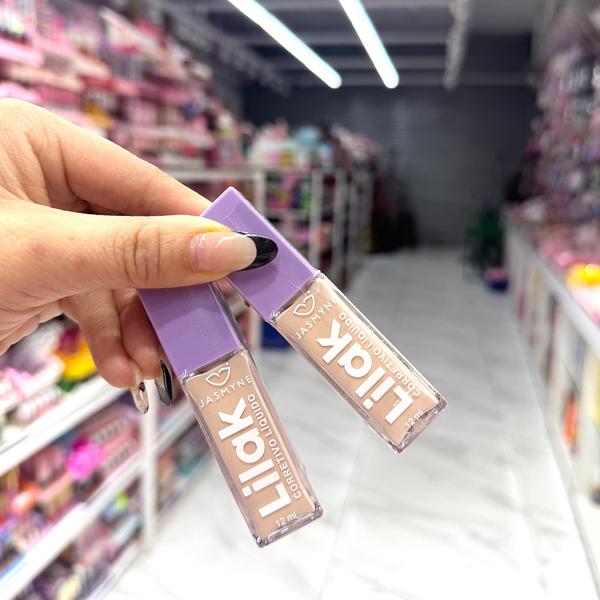 JASMYNE
Lilak
CORRETIVO LÍQUIDO
12 ml
JASMYNE
Lilak
CORRETIVO LÍQUIDO
12 ml